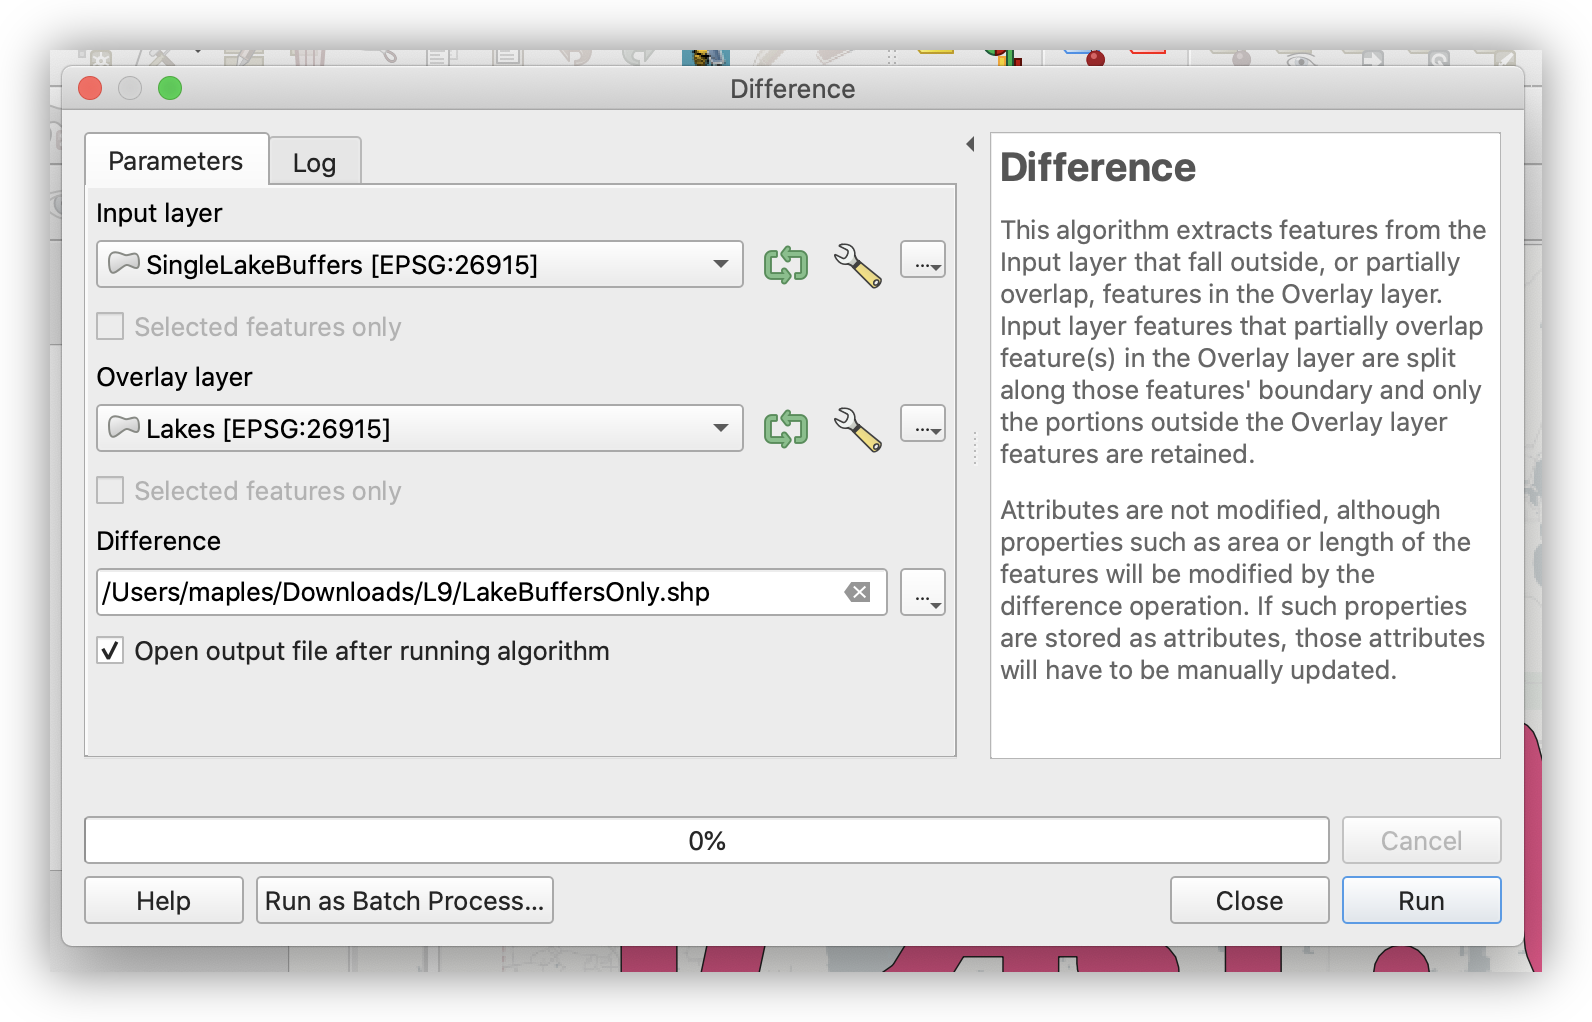 Difference
Parameters
Log
Input layer
SingleLakeBuffers [EPSG:26915]
...
Selected features only
Overlay layer
Lakes [EPSG:26915]
...
Selected features only
Difference
/Users/maples/Downloads/L9/LakeBuffersOnly.shp
...
Open output file after running algorithm
Difference
This algorithm extracts features from the
Input layer that fall outside, or partially
overlap, features in the Overlay layer.
Input layer features that partially overlap
feature(s) in the Overlay layer are split
along those features' boundary and only
the portions outside the Overlay layer
features are retained.
Attributes are not modified, although
properties such as area or length of the
features will be modified by the
difference operation. If such properties
are stored as attributes, those attributes
will have to be manually updated.
0%
Cancel
Help
Run as Batch Process...
Close
Run